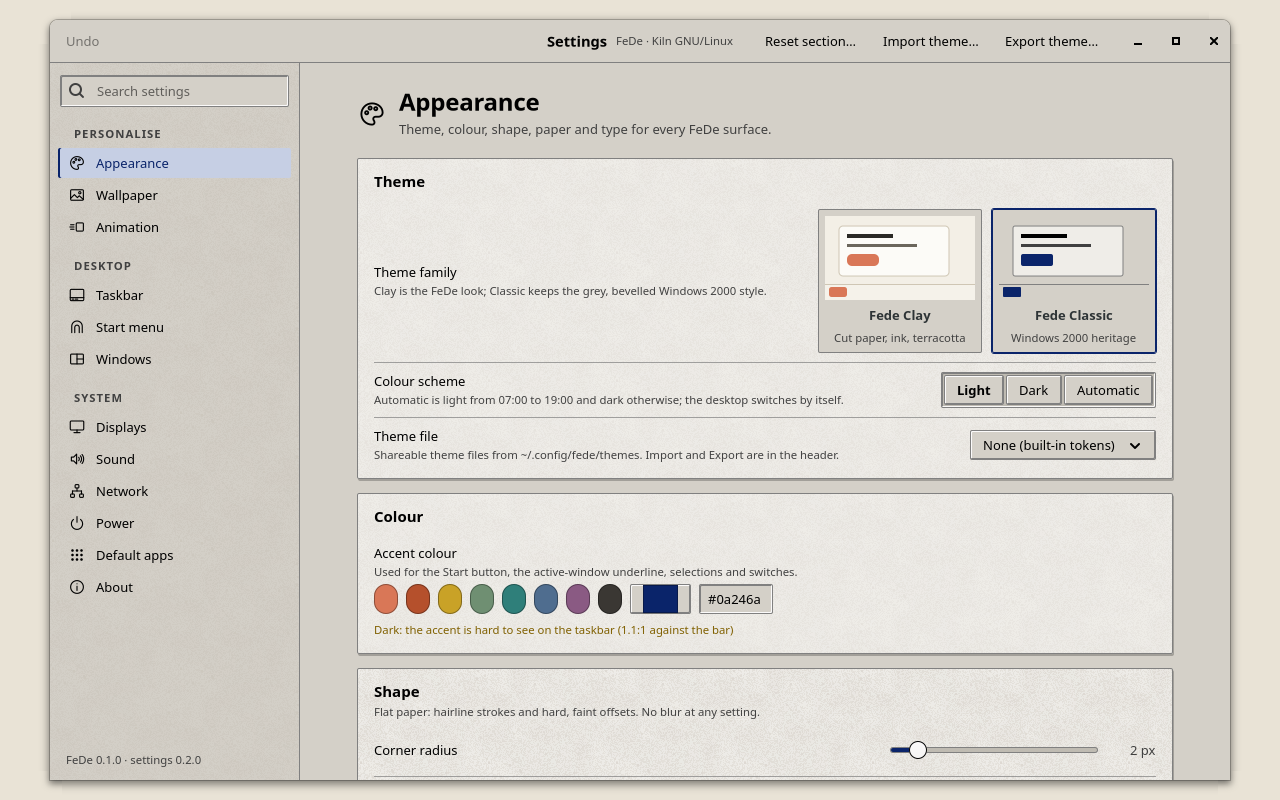 Undo
Settings FeDe · Kiln GNU/Linux
Reset section... Import theme... Export theme...
Search settings
PERSONALISE
Appearance
Wallpaper
Animation
DESKTOP
Taskbar
Start menu
Windows
SYSTEM
Displays
Sound
Network
Power
Default apps
About
FeDe 0.1.0 · settings 0.2.0
Appearance
Theme, colour, shape, paper and type for every FeDe surface.
Theme
Theme family
Clay is the FeDe look; Classic keeps the grey, bevelled Windows 2000 style.
Fede Clay
Cut paper, ink, terracotta
Fede Classic
Windows 2000 heritage
Colour scheme
Automatic is light from 07:00 to 19:00 and dark otherwise; the desktop switches by itself.
Light Dark Automatic
Theme file
Shareable theme files from ~/.config/fede/themes. Import and Export are in the header.
None (built-in tokens)
Colour
Accent colour
Used for the Start button, the active-window underline, selections and switches.
#0a246a
Dark: the accent is hard to see on the taskbar (1.1:1 against the bar)
Shape
Flat paper: hairline strokes and hard, faint offsets. No blur at any setting.
Corner radius
2 px